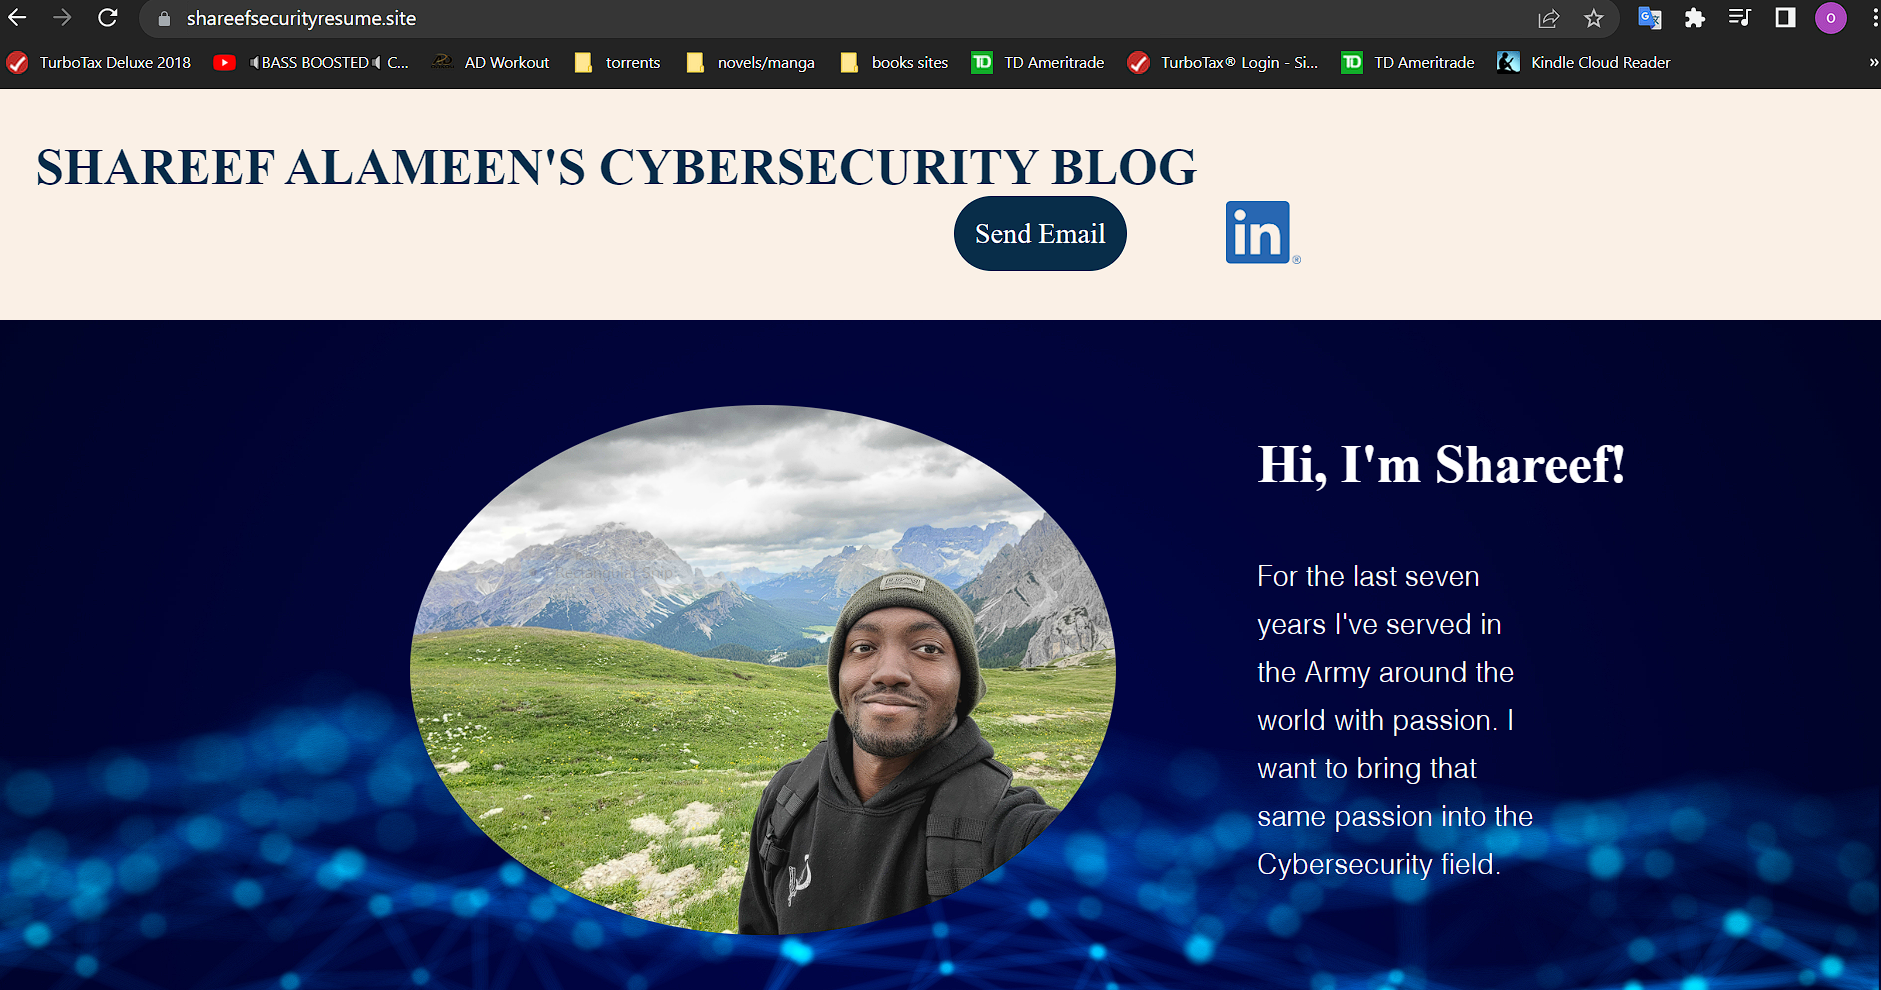 shareefsecurityresume.site
O
TurboTax Deluxe 2018
BASS BOOSTED C...
AD Workout
torrents
novels/manga
books sites
TD
TD Ameritrade
TurboTax® Login - Si...
TD
TD Ameritrade
Kindle Cloud Reader
»
SHAREEF ALAMEEN'S CYBERSECURITY BLOG
Send Email
in®
Hi, I'm Shareef!
For the last seven
years I've served in
the Army around the
world with passion. I
want to bring that
same passion into the
Cybersecurity field.